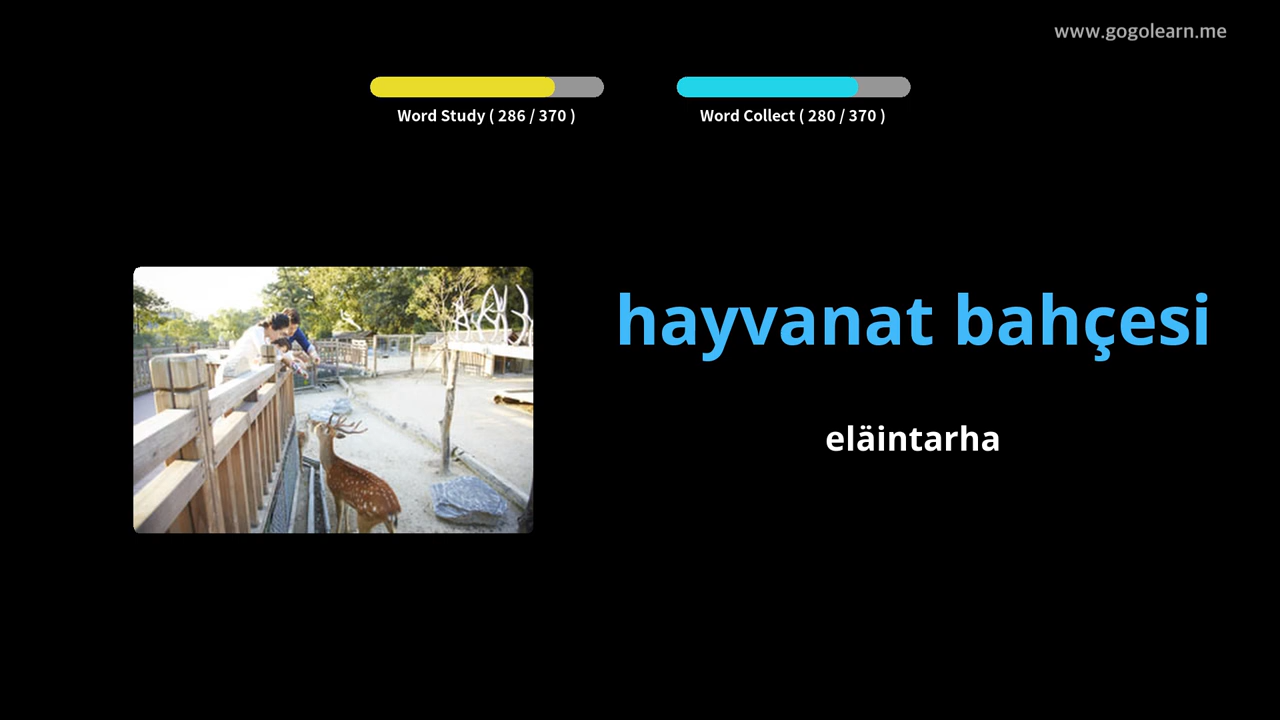 www.gogolearn.me
Word Study ( 286 / 370 )
Word Collect ( 280 / 370 )
hayvanat bahçesi
eläintarha